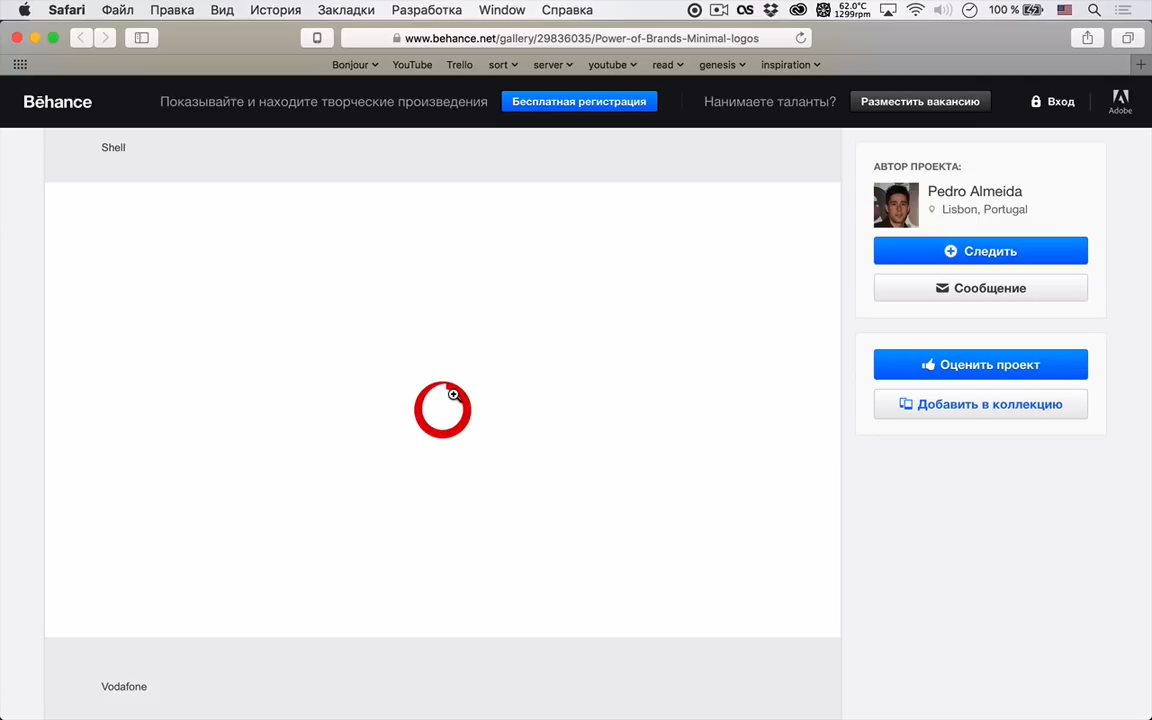 Safari Файл Правка Вид История Закладки Разработка Window Справка 62.0°C 1299rpm 100 %
www.behance.net/gallery/29836035/Power-of-Brands-Minimal-logos
Bonjour YouTube Trello sort server youtube read genesis inspiration
Bēhance Показывайте и находите творческие произведения Бесплатная регистрация Нанимаете таланты? Разместить вакансию Вход Adobe
Shell
АВТОР ПРОЕКТА:
Pedro Almeida
Lisbon, Portugal
Следить
Сообщение
Оценить проект
Добавить в коллекцию
Vodafone